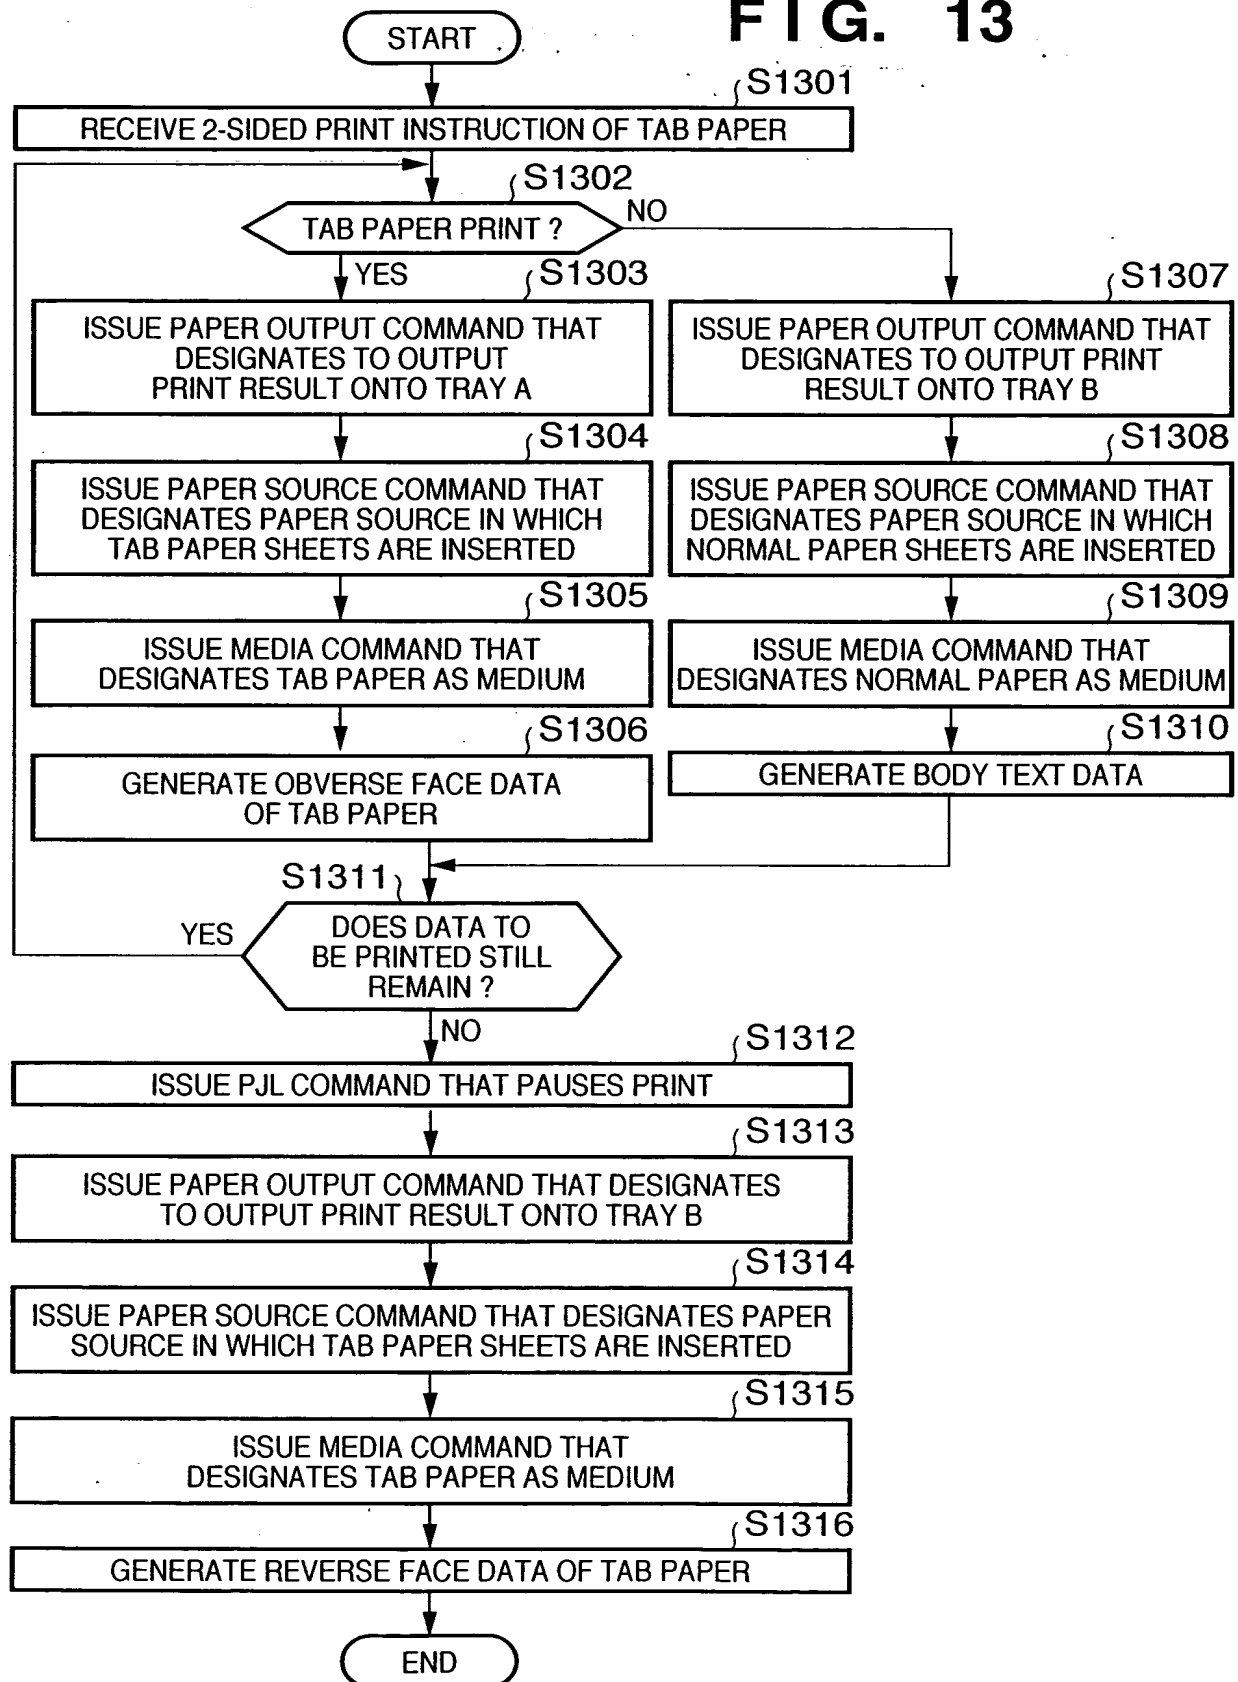 FIG. 13
START
S1301
RECEIVE 2-SIDED PRINT INSTRUCTION OF TAB PAPER
S1302
TAB PAPER PRINT ?
NO
YES
S1303
ISSUE PAPER OUTPUT COMMAND THAT
DESIGNATES TO OUTPUT
PRINT RESULT ONTO TRAY A
S1304
ISSUE PAPER SOURCE COMMAND THAT
DESIGNATES PAPER SOURCE IN WHICH
TAB PAPER SHEETS ARE INSERTED
S1305
ISSUE MEDIA COMMAND THAT
DESIGNATES TAB PAPER AS MEDIUM
S1306
GENERATE OBVERSE FACE DATA
OF TAB PAPER
S1307
ISSUE PAPER OUTPUT COMMAND THAT
DESIGNATES TO OUTPUT PRINT
RESULT ONTO TRAY B
S1308
ISSUE PAPER SOURCE COMMAND THAT
DESIGNATES PAPER SOURCE IN WHICH
NORMAL PAPER SHEETS ARE INSERTED
S1309
ISSUE MEDIA COMMAND THAT
DESIGNATES NORMAL PAPER AS MEDIUM
S1310
GENERATE BODY TEXT DATA
S1311
DOES DATA TO
BE PRINTED STILL
REMAIN ?
YES
NO
S1312
ISSUE PJL COMMAND THAT PAUSES PRINT
S1313
ISSUE PAPER OUTPUT COMMAND THAT DESIGNATES
TO OUTPUT PRINT RESULT ONTO TRAY B
S1314
ISSUE PAPER SOURCE COMMAND THAT DESIGNATES PAPER
SOURCE IN WHICH TAB PAPER SHEETS ARE INSERTED
S1315
ISSUE MEDIA COMMAND THAT
DESIGNATES TAB PAPER AS MEDIUM
S1316
GENERATE REVERSE FACE DATA OF TAB PAPER
END